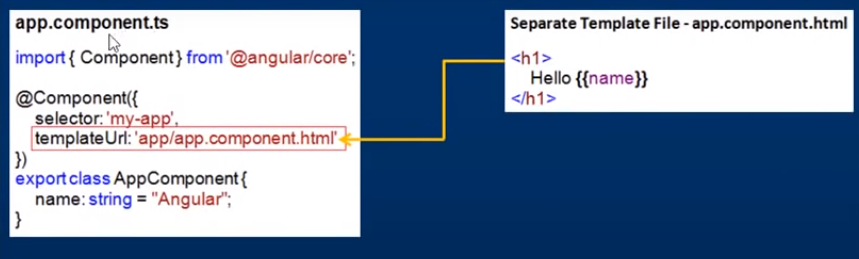 app.component.ts
import { Component } from '@angular/core';
@Component({
selector: 'my-app',
templateUrl: 'app/app.component.html'
})
export class AppComponent {
name: string = "Angular";
}
Separate Template File - app.component.html
<h1>
Hello {{name}}
</h1>